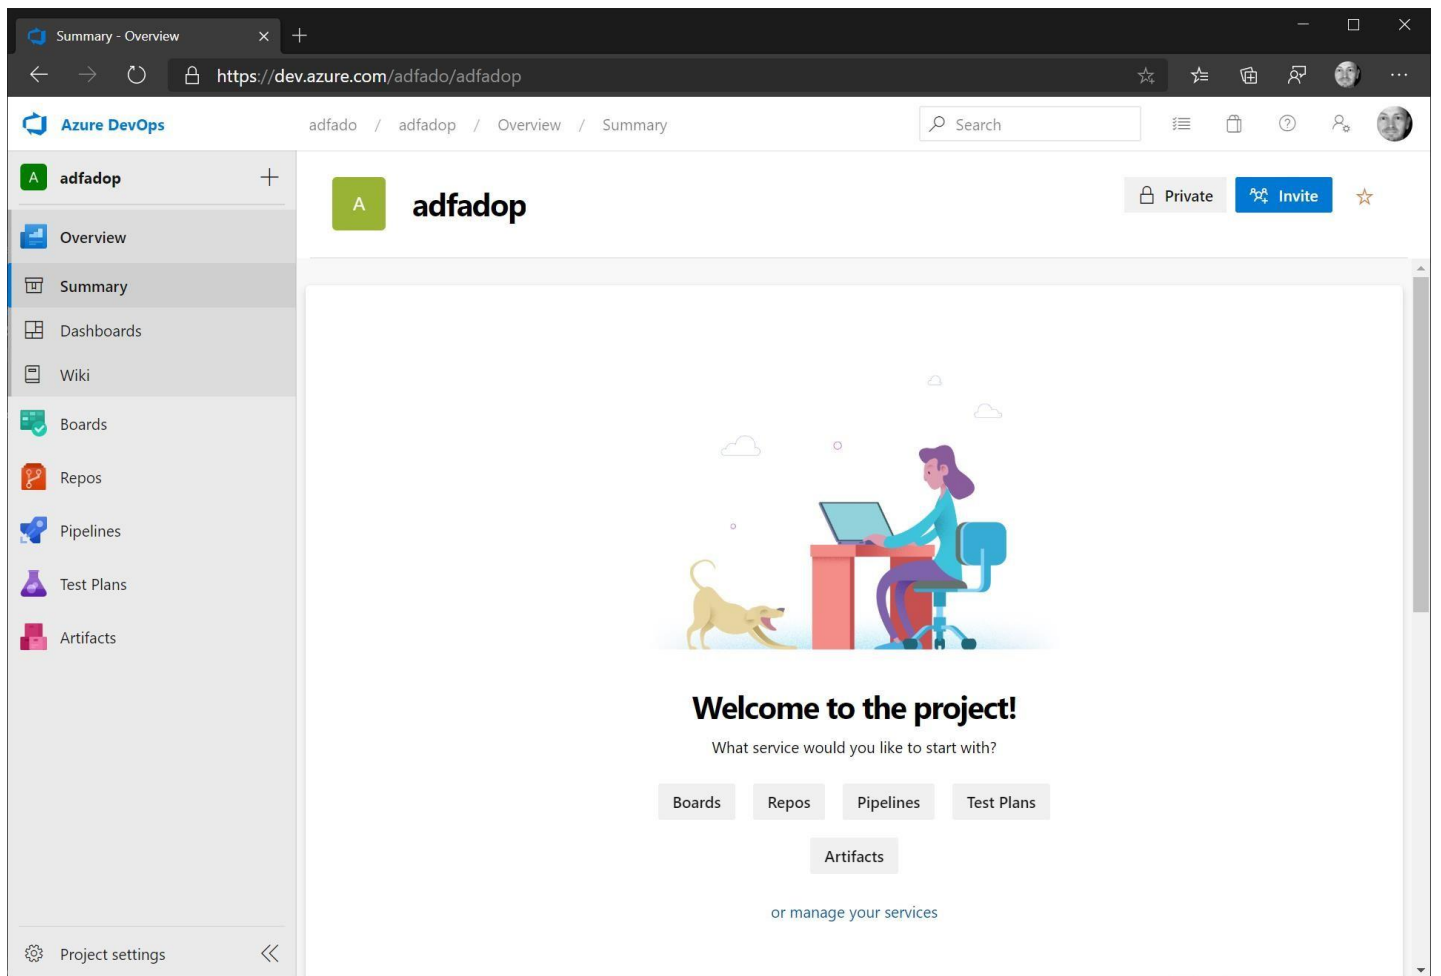 Summary - Overview
https://dev.azure.com/adfado/adfadop
Azure DevOps
adfado / adfadop / Overview / Summary
Search
A adfadop
A adfadop
Private
Invite
Overview
Summary
Dashboards
Wiki
Boards
Repos
Pipelines
Test Plans
Artifacts
Welcome to the project!
What service would you like to start with?
Boards Repos Pipelines Test Plans
Artifacts
or manage your services
Project settings